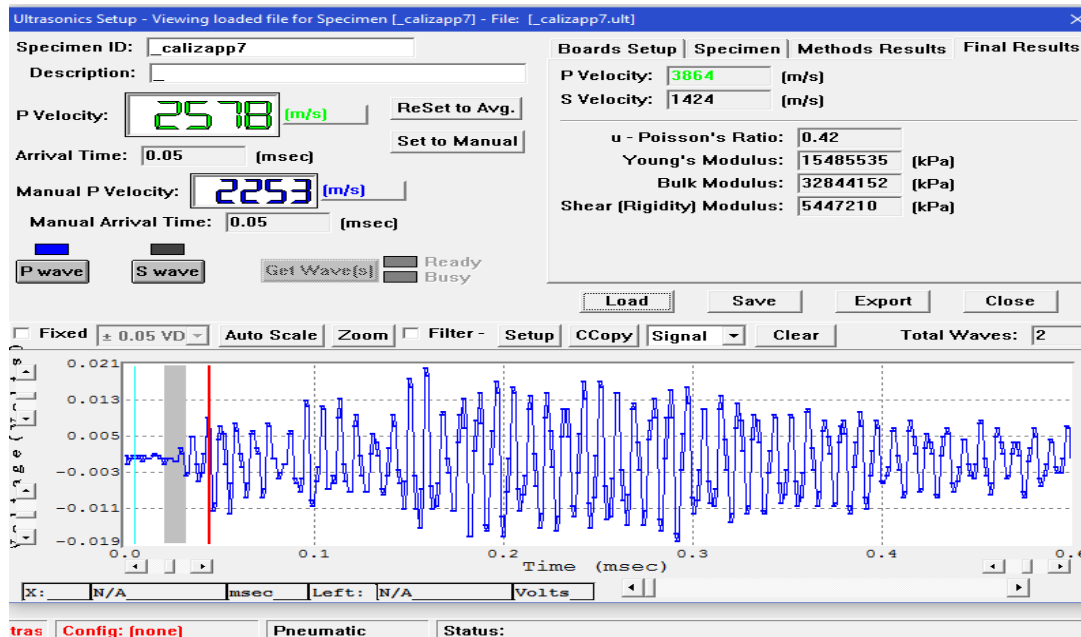 Ultrasonics Setup - Viewing loaded file for Specimen [_calizapp7] - File: [_calizapp7.ult]
Specimen ID: _calizapp7
Description: _
P Velocity: 2578 (m/s) ReSet to Avg.
Set to Manual
Arrival Time: 0.05 (msec)
Manual P Velocity: 2253 (m/s)
Manual Arrival Time: 0.05 (msec)
P wave S wave Get Wave(s) Ready
Busy
Boards Setup Specimen Methods Results Final Results
P Velocity: 3864 (m/s)
S Velocity: 1424 (m/s)
u - Poisson's Ratio: 0.42
Young's Modulus: 15485535 (kPa)
Bulk Modulus: 32844152 (kPa)
Shear (Rigidity) Modulus: 5447210 (kPa)
Load Save Export Close
Fixed ± 0.05 VD Auto Scale Zoom Filter - Setup CCopy Signal Clear Total Waves: 2
0.021
0.013
0.005
-0.003
-0.011
-0.019
0.0 0.1 0.2 0.3 0.4
Time (msec)
X: N/A msec Left: N/A Volts
tras Config: (none) Pneumatic Status: